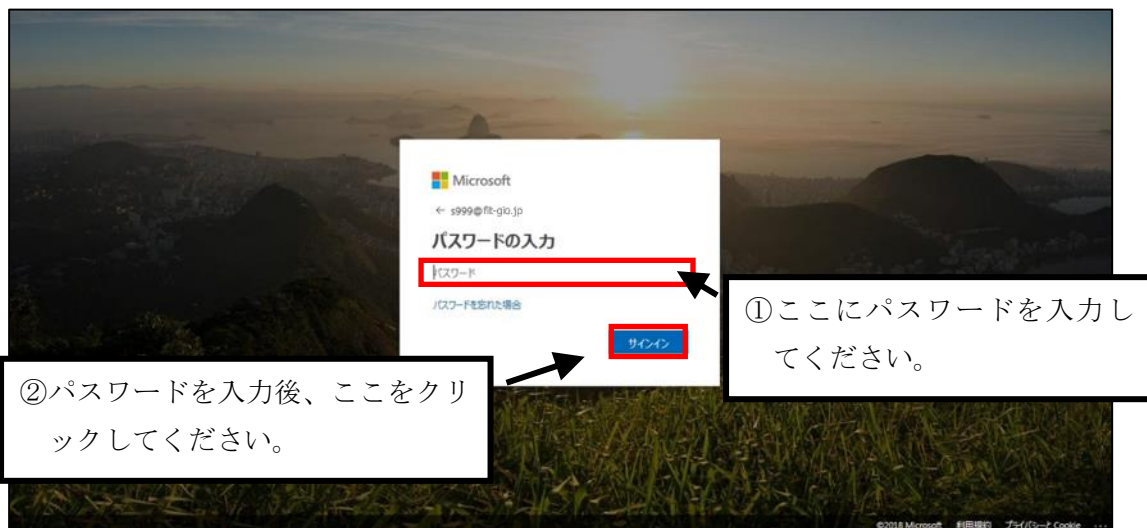 Microsoft
← s999@fit-gio.jp
パスワードの入力
パスワード
パスワードを忘れた場合
サインイン
①ここにパスワードを入力し
てください。
②パスワードを入力後、ここをクリ
ックしてください。
©2018 Microsoft 利用規約 プライバシーと Cookie ...